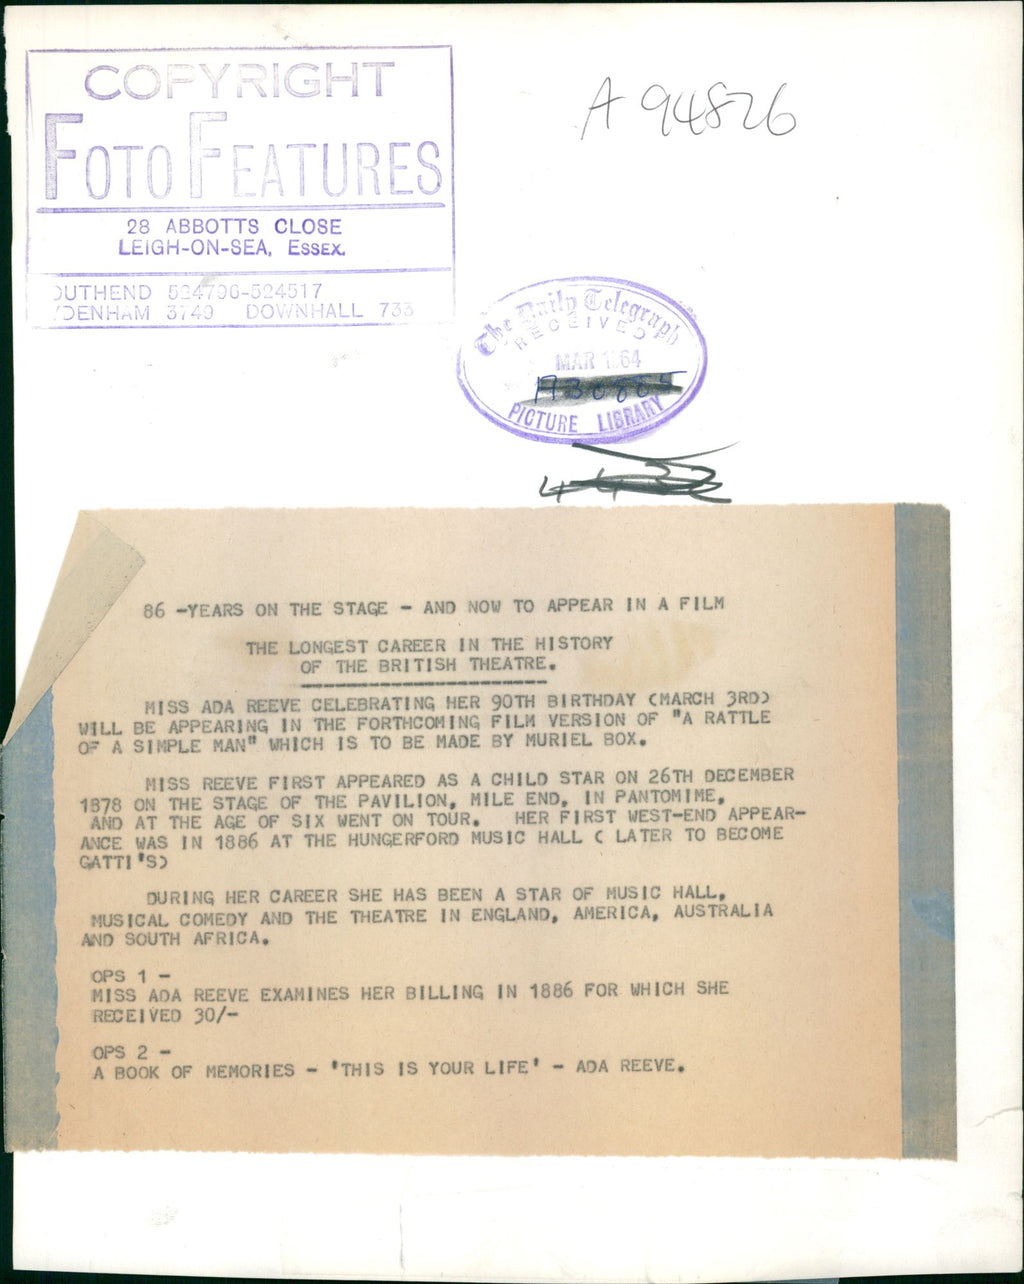 COPYRIGHT
FOTO FEATURES
28 ABBOTTS CLOSE
LEIGH-ON-SEA, ESSEX.
OUTHEND 524796-524517
DENHAM 3749 DOWNHALL 733
A 94826
The Daily Telegraph
RECEIVED
MAR 1964
A30885
PICTURE LIBRARY
86 -YEARS ON THE STAGE - AND NOW TO APPEAR IN A FILM
THE LONGEST CAREER IN THE HISTORY
OF THE BRITISH THEATRE.
MISS ADA REEVE CELEBRATING HER 90TH BIRTHDAY (MARCH 3RD)
WILL BE APPEARING IN THE FORTHCOMING FILM VERSION OF "A RATTLE
OF A SIMPLE MAN" WHICH IS TO BE MADE BY MURIEL BOX.
MISS REEVE FIRST APPEARED AS A CHILD STAR ON 26TH DECEMBER
1878 ON THE STAGE OF THE PAVILION, MILE END, IN PANTOMIME,
AND AT THE AGE OF SIX WENT ON TOUR. HER FIRST WEST-END APPEAR-
ANCE WAS IN 1886 AT THE HUNGERFORD MUSIC HALL ( LATER TO BECOME
GATTI'S)
DURING HER CAREER SHE HAS BEEN A STAR OF MUSIC HALL,
MUSICAL COMEDY AND THE THEATRE IN ENGLAND, AMERICA, AUSTRALIA
AND SOUTH AFRICA.
OPS 1 -
MISS ADA REEVE EXAMINES HER BILLING IN 1886 FOR WHICH SHE
RECEIVED 30/-
OPS 2 -
A BOOK OF MEMORIES - 'THIS IS YOUR LIFE' - ADA REEVE.